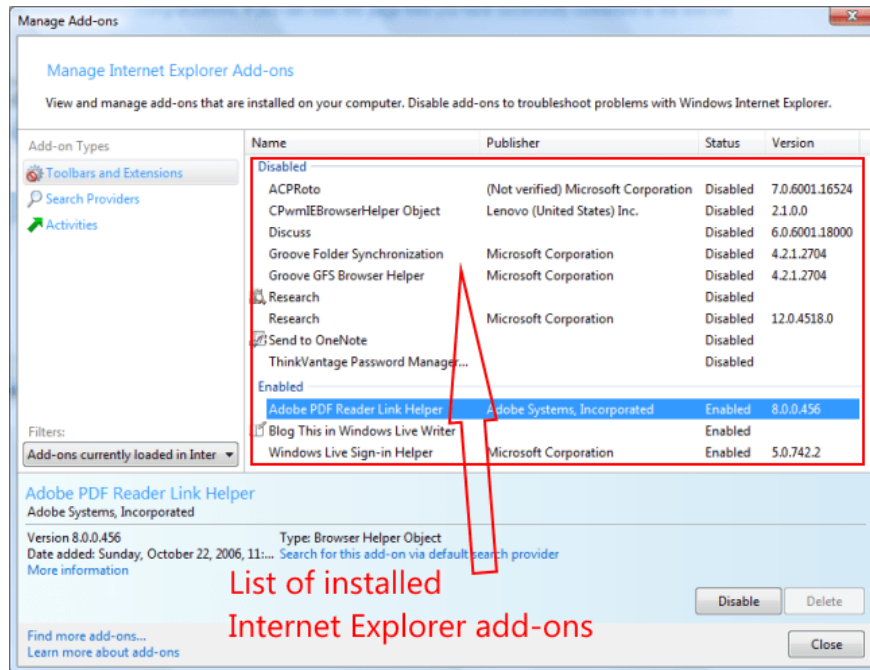 Manage Add-ons
Manage Internet Explorer Add-ons
View and manage add-ons that are installed on your computer. Disable add-ons to troubleshoot problems with Windows Internet Explorer.
Add-on Types
Toolbars and Extensions
Search Providers
Activities
Name Publisher Status Version
Disabled
ACPRoto (Not verified) Microsoft Corporation Disabled 7.0.6001.16524
CPwmIEBrowserHelper Object Lenovo (United States) Inc. Disabled 2.1.0.0
Discuss Disabled 6.0.6001.18000
Groove Folder Synchronization Microsoft Corporation Disabled 4.2.1.2704
Groove GFS Browser Helper Microsoft Corporation Disabled 4.2.1.2704
Research Disabled
Research Microsoft Corporation Disabled 12.0.4518.0
Send to OneNote Disabled
ThinkVantage Password Manager... Disabled
Enabled
Adobe PDF Reader Link Helper Adobe Systems, Incorporated Enabled 8.0.0.456
Blog This in Windows Live Writer Enabled
Windows Live Sign-in Helper Microsoft Corporation Enabled 5.0.742.2
Filters:
Add-ons currently loaded in Inter
Adobe PDF Reader Link Helper
Adobe Systems, Incorporated
Version 8.0.0.456 Type: Browser Helper Object
Date added: Sunday, October 22, 2006, 11:... Search for this add-on via default search provider
More information
List of installed
Internet Explorer add-ons
Disable Delete
Find more add-ons...
Learn more about add-ons
Close